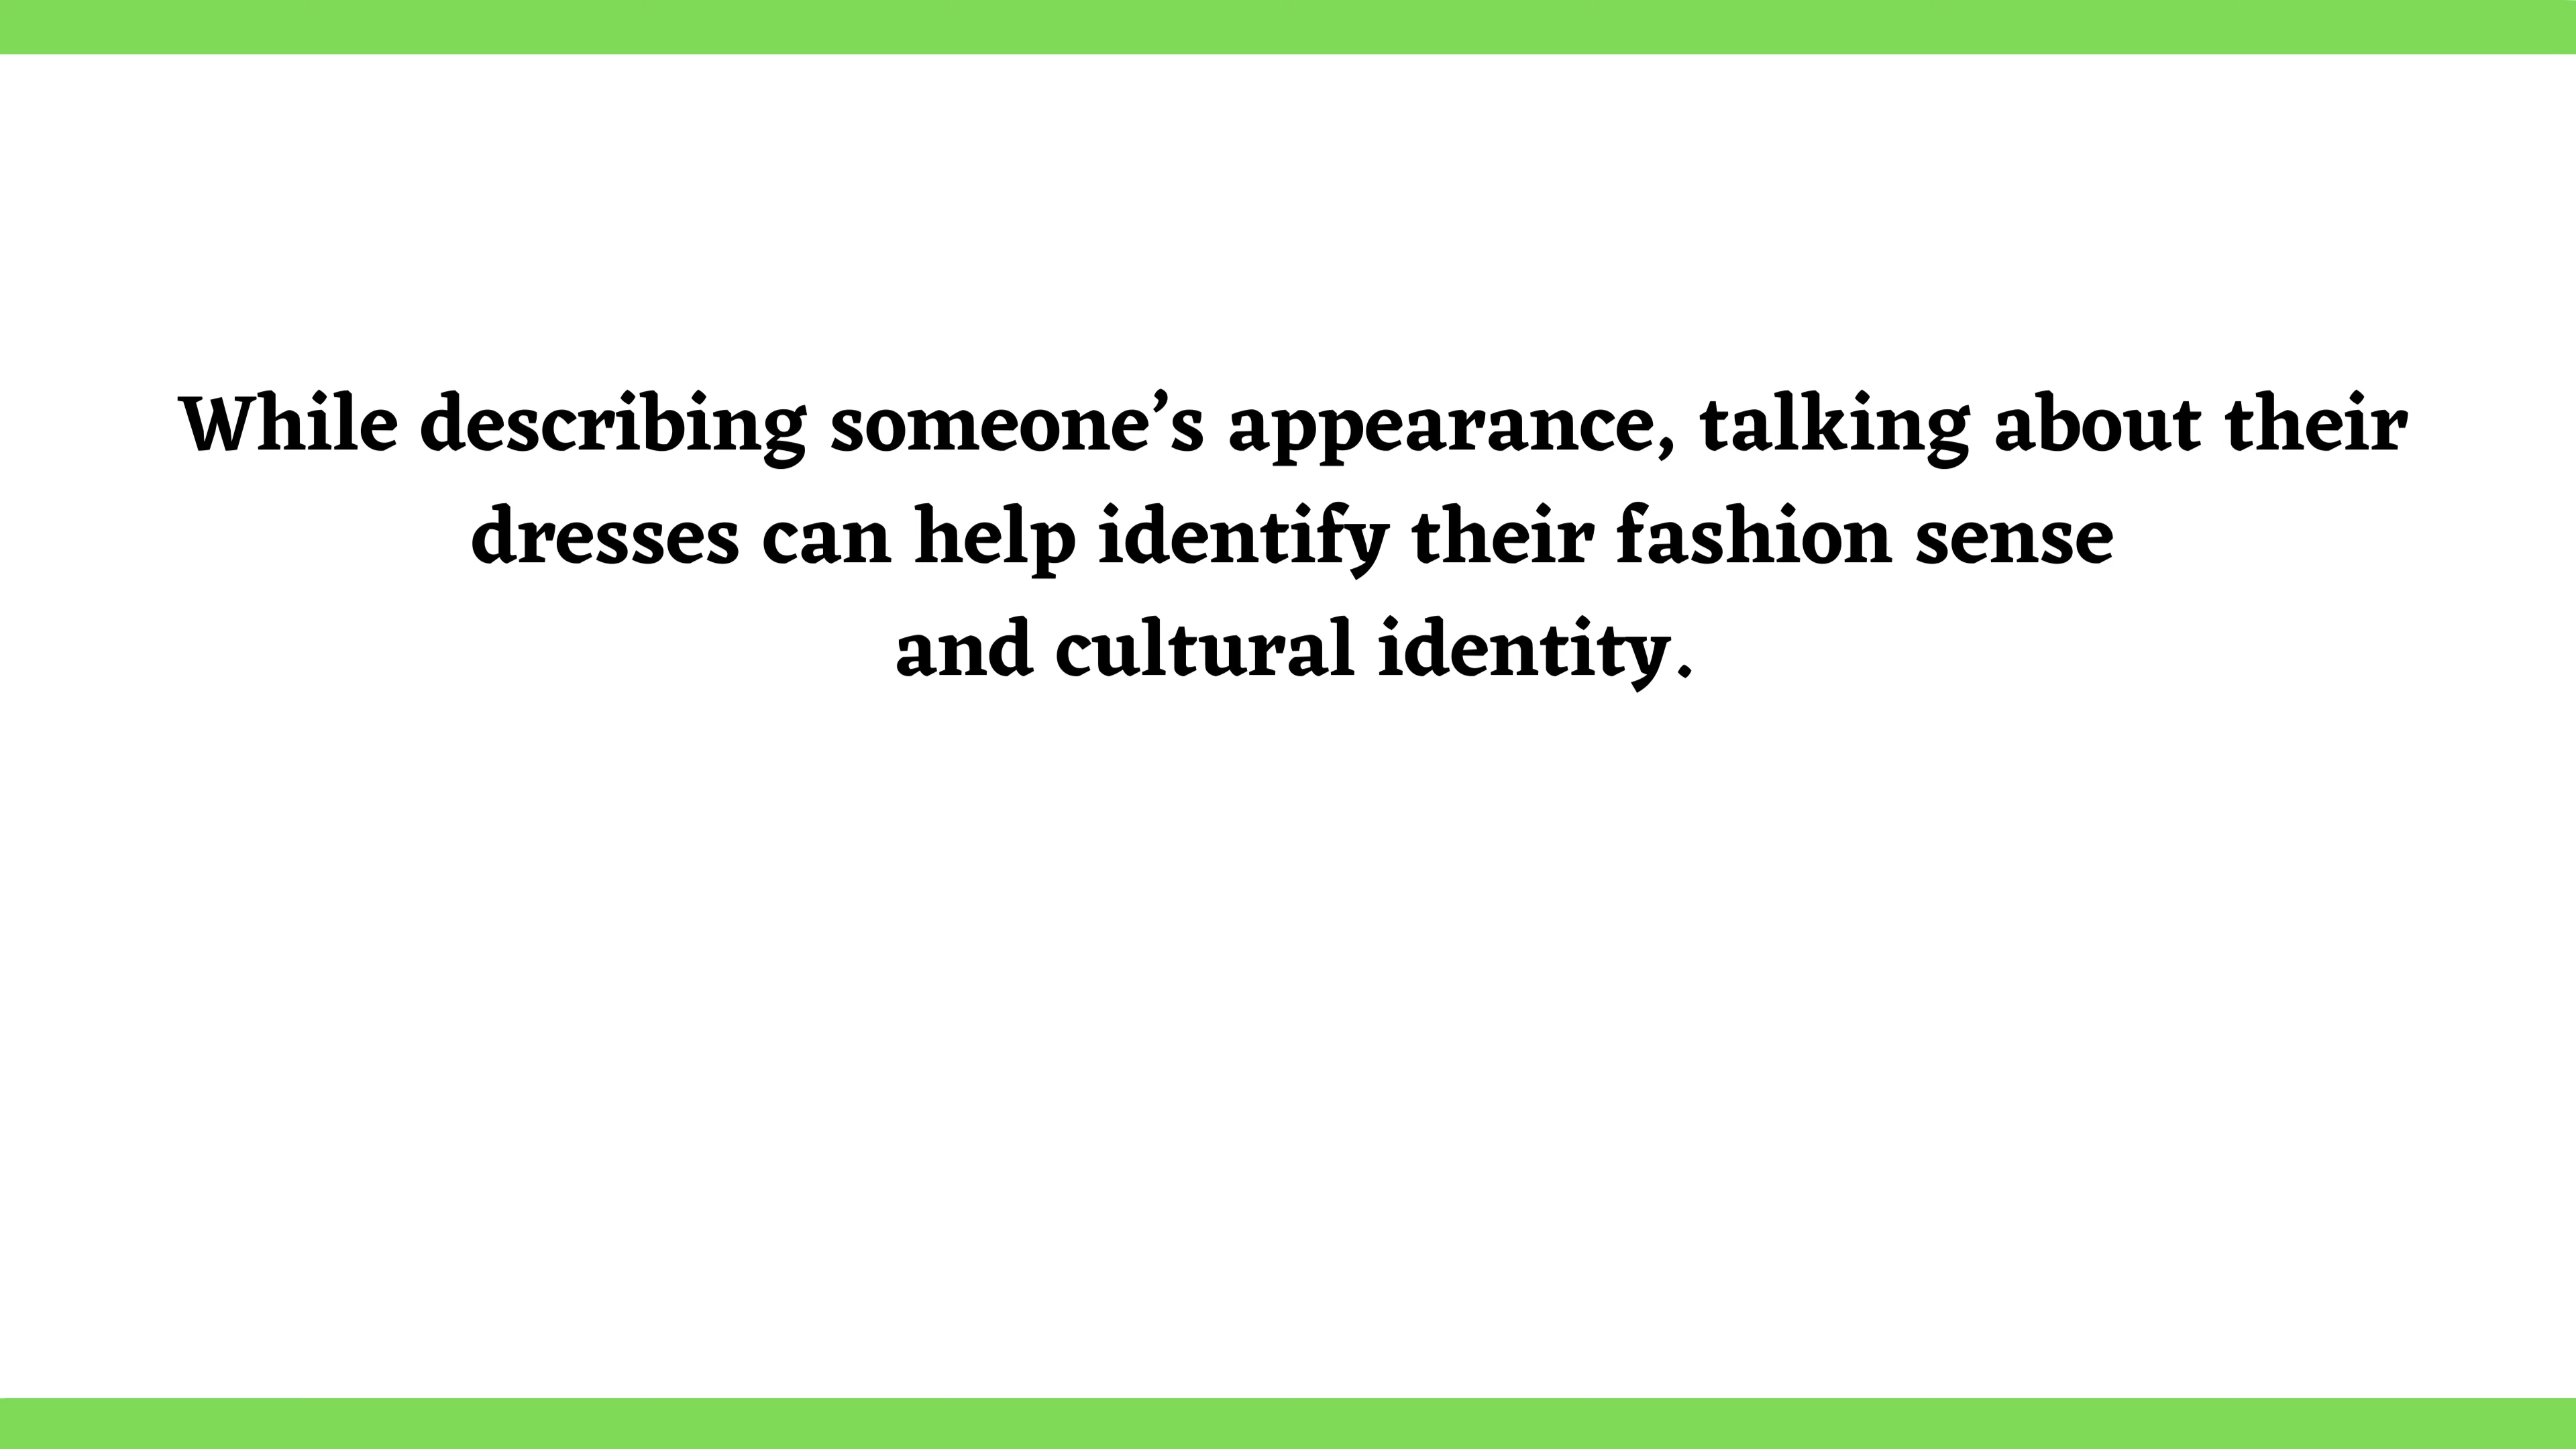 While describing someone’s appearance, talking about their
dresses can help identify their fashion sense
and cultural identity.